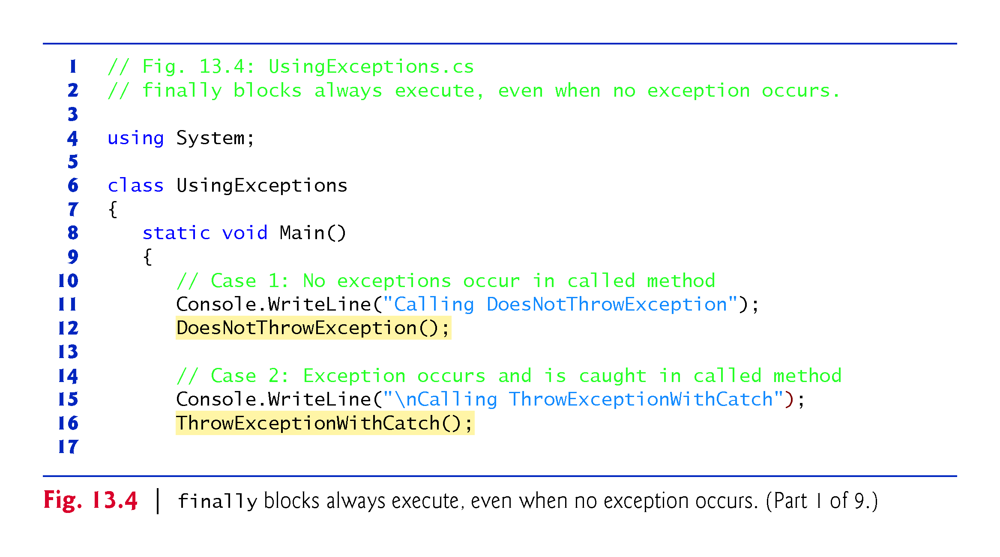 1 // Fig. 13.4: UsingExceptions.cs
2 // finally blocks always execute, even when no exception occurs.
3
4 using System;
5
6 class UsingExceptions
7 {
8    static void Main()
9    {
10       // Case 1: No exceptions occur in called method
11       Console.WriteLine("Calling DoesNotThrowException");
12       DoesNotThrowException();
13
14       // Case 2: Exception occurs and is caught in called method
15       Console.WriteLine("\nCalling ThrowExceptionWithCatch");
16       ThrowExceptionWithCatch();
17
Fig. 13.4 | finally blocks always execute, even when no exception occurs. (Part 1 of 9.)